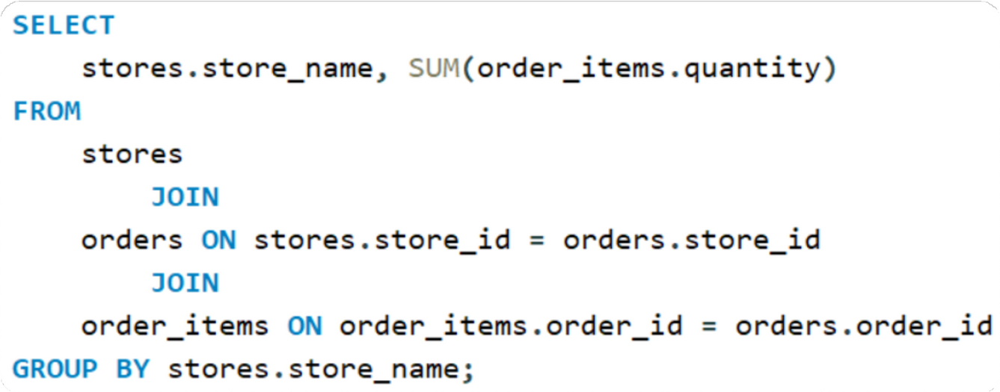 SELECT
stores.store_name, SUM(order_items.quantity)
FROM
stores
JOIN
orders ON stores.store_id = orders.store_id
JOIN
order_items ON order_items.order_id = orders.order_id
GROUP BY stores.store_name;